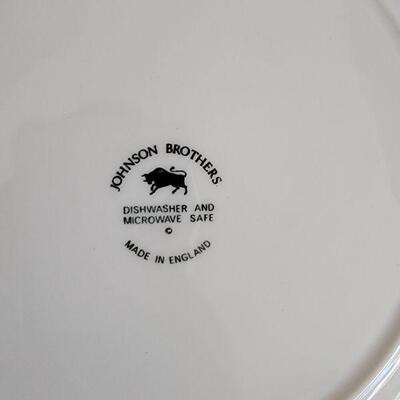 JOHNSON BROTHERS
DISHWASHER AND
MICROWAVE SAFE
©
MADE IN ENGLAND